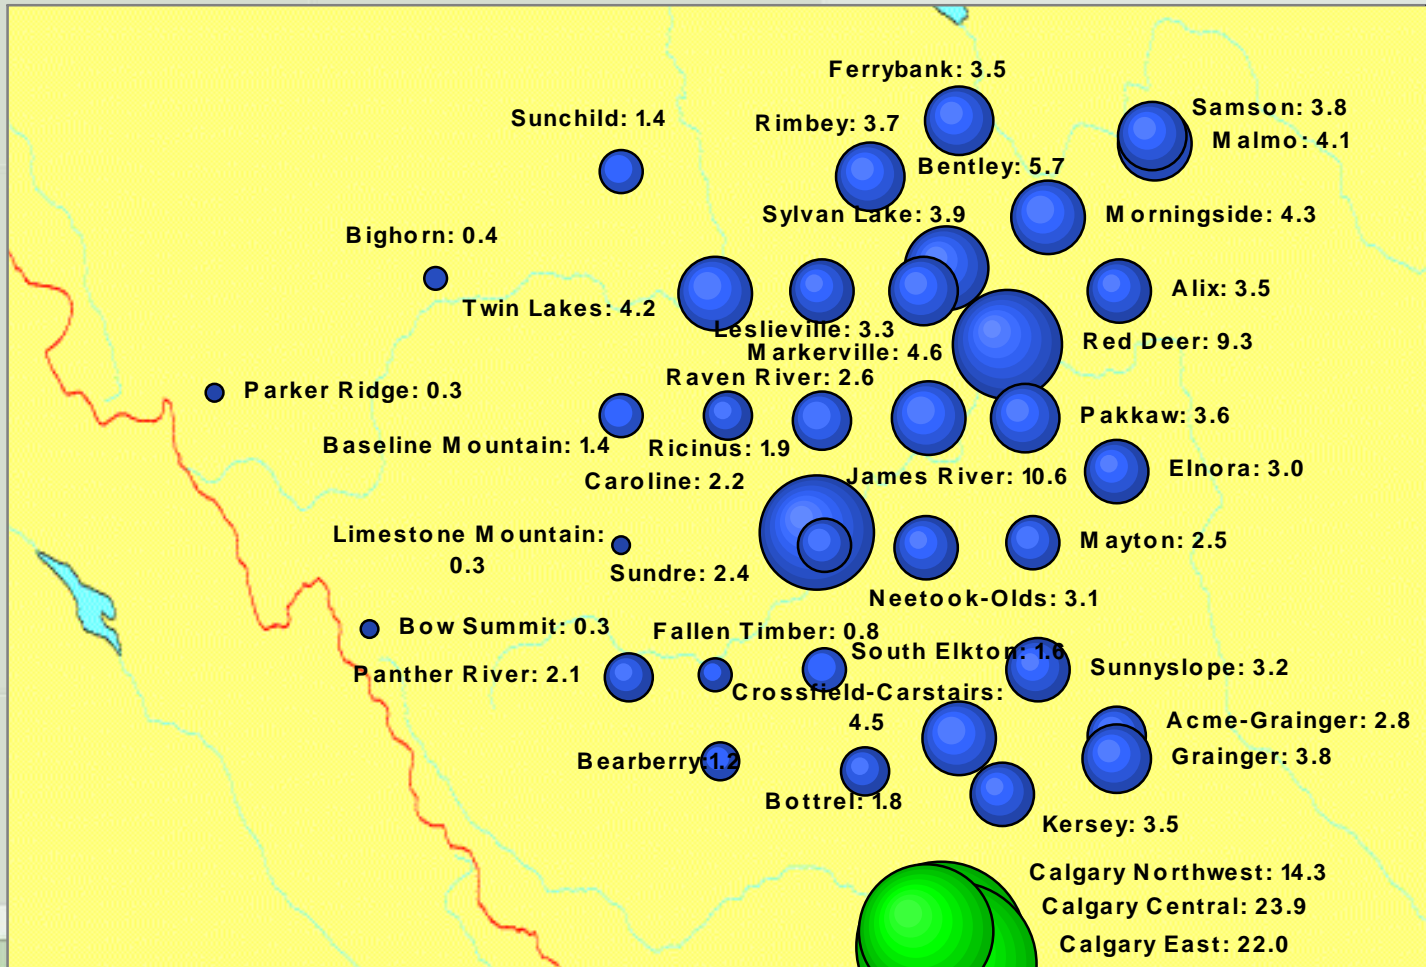 Ferrybank: 3.5
Sunchild: 1.4
Rimbey: 3.7
Samson: 3.8
Malmo: 4.1
Bentley: 5.7
Sylvan Lake: 3.9
Morningside: 4.3
Bighorn: 0.4
Twin Lakes: 4.2
Alix: 3.5
Leslieville: 3.3
Red Deer: 9.3
Markerville: 4.6
Raven River: 2.6
Parker Ridge: 0.3
Pakkaw: 3.6
Baseline Mountain: 1.4
Ricinus: 1.9
Elnora: 3.0
Caroline: 2.2
James River: 10.6
Limestone Mountain:
0.3
Mayton: 2.5
Sundre: 2.4
Neetook-Olds: 3.1
Bow Summit: 0.3
Fallen Timber: 0.8
South Elkton: 1.6
Sunnyslope: 3.2
Panther River: 2.1
Crossfield-Carstairs:
4.5
Acme-Grainger: 2.8
Grainger: 3.8
Bearberry:1.2
Bottrel: 1.8
Kersey: 3.5
Calgary Northwest: 14.3
Calgary Central: 23.9
Calgary East: 22.0